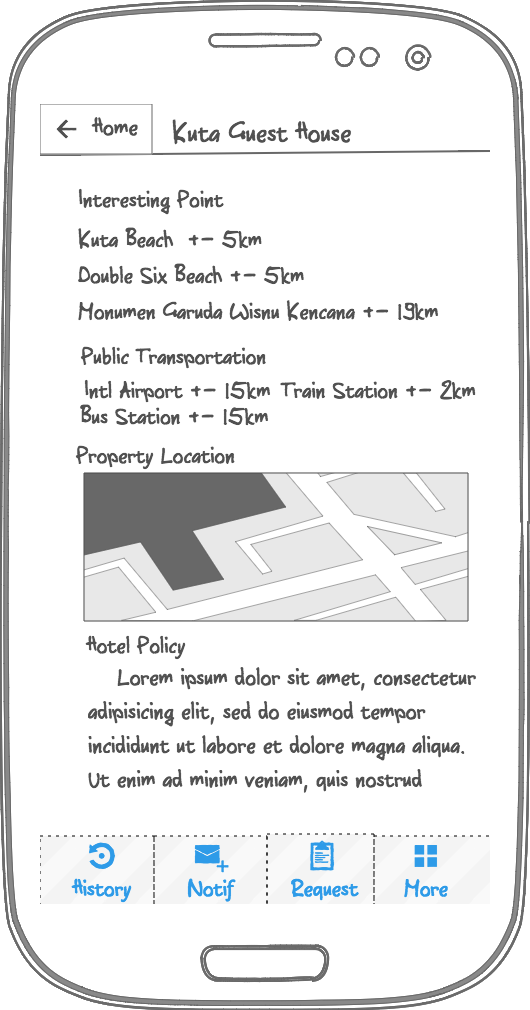 Home
Kuta Guest House
Interesting Point
Kuta Beach +- 5km
Double Six Beach +- 5km
Monumen Garuda Wisnu Kencana +- 19km
Public Transportation
Intl Airport +- 15km Train Station +- 2km
Bus Station +- 15km
Property Location
Hotel Policy
Lorem ipsum dolor sit amet, consectetur
adipisicing elit, sed do eiusmod tempor
incididunt ut labore et dolore magna aliqua.
Ut enim ad minim veniam, quis nostrud
History
Notif
Request
More